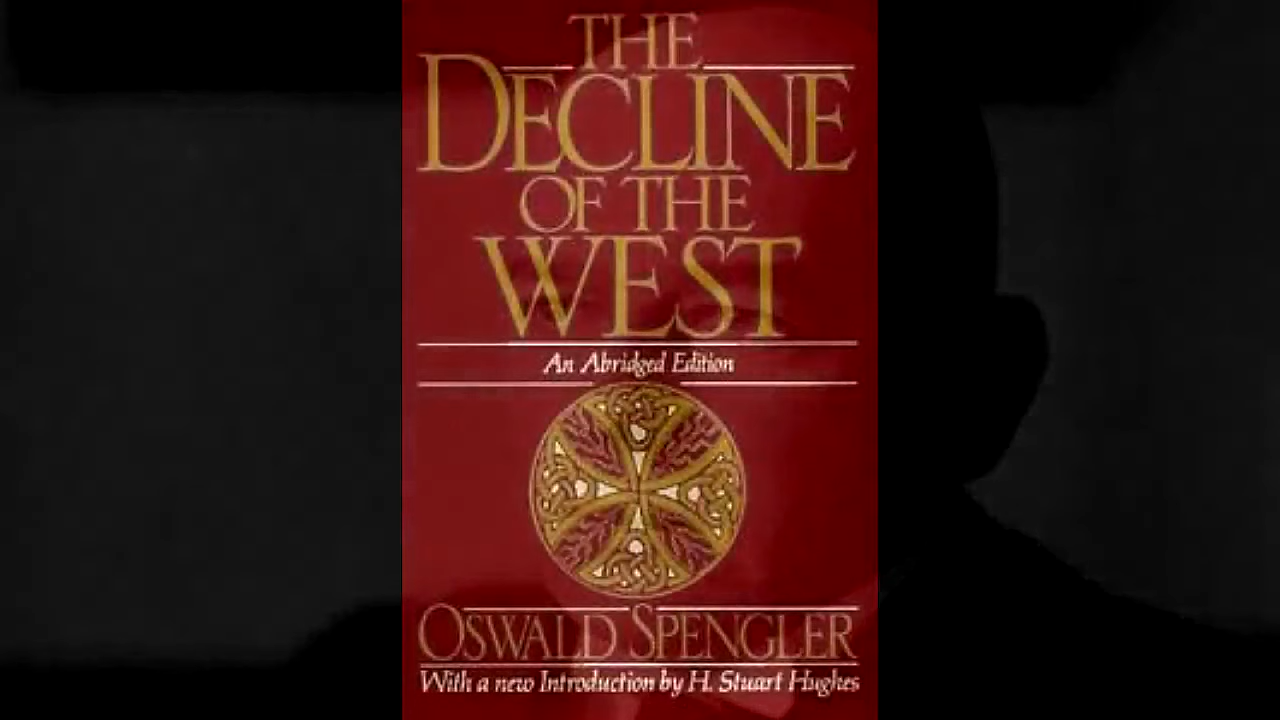 THE
DECLINE
OF THE
WEST
An Abridged Edition
OSWALD SPENGLER
With a new Introduction by H. Stuart Hughes